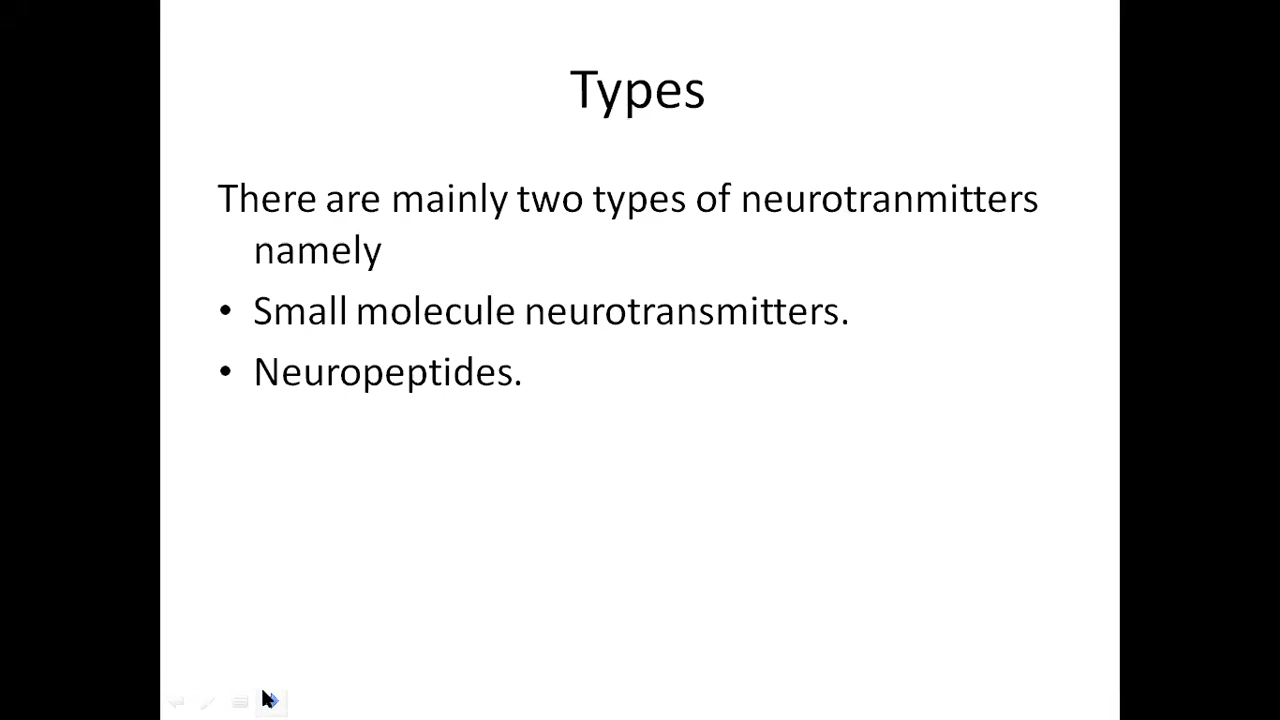 Types
There are mainly two types of neurotranmitters
namely
• Small molecule neurotransmitters.
• Neuropeptides.